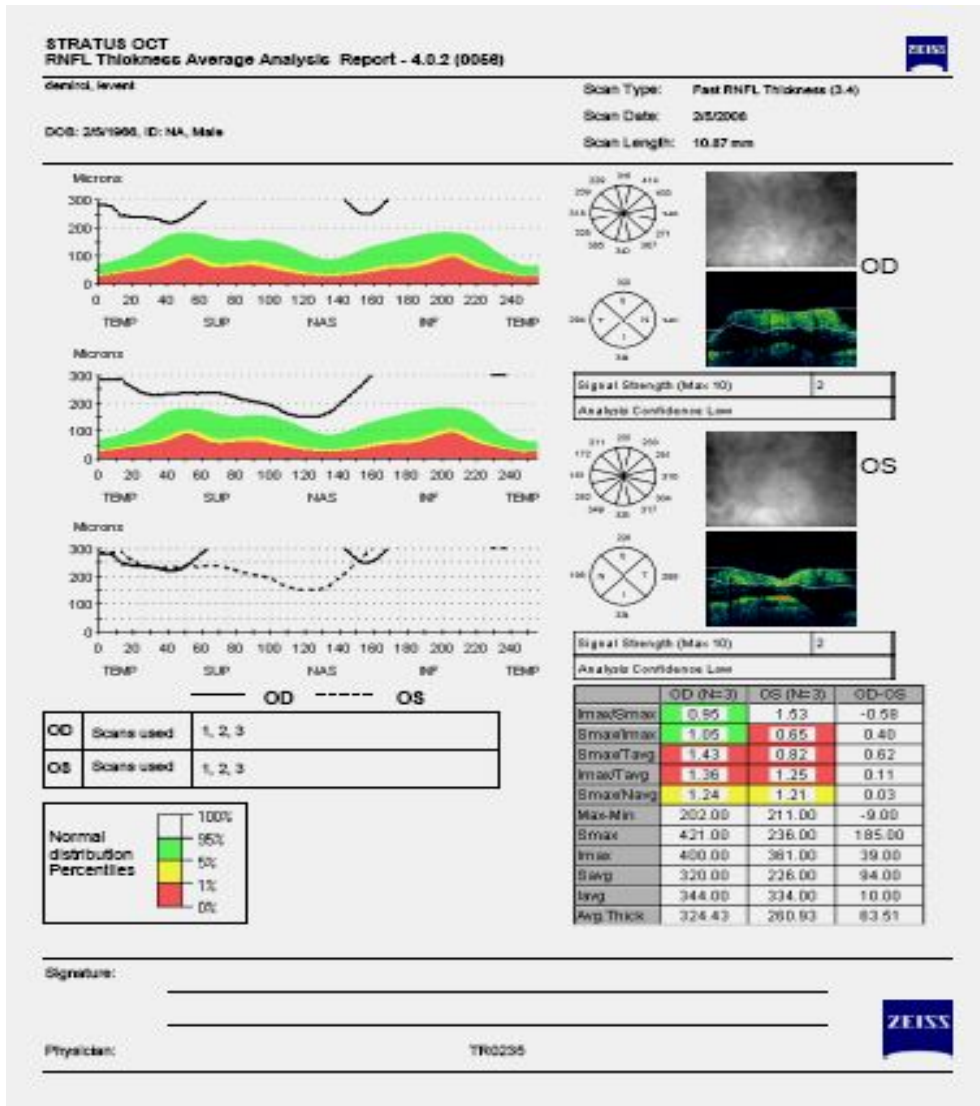 STRATUS OCT
RNFL Thickness Average Analysis Report - 4.0.2 (0056)
ZEISS
demirci, levent
DOB: 2/5/1966, ID: NA, Male
Scan Type: Fast RNFL Thickness (3.4)
Scan Date:
Scan Length: 10.87 mm
Microns
300
200
100
0
0 20 40 60 80 100 120 140 160 180 200 220 240
TEMP SUP NAS INF TEMP
OD
Signal Strength (Max 10) 2
Analysis Confidence Low
Microns
300
200
100
0
0 20 40 60 80 100 120 140 160 180 200 220 240
TEMP SUP NAS INF TEMP
OS
Microns
300
200
100
0
0 20 40 60 80 100 120 140 160 180 200 220 240
TEMP SUP NAS INF TEMP
OD OS
Signal Strength (Max 10) 2
Analysis Confidence Low
OD Scans used 1, 2, 3
OS Scans used 1, 2, 3
Normal distribution Percentiles
100%
95%
5%
1%
0%
OD (N=3) OS (N=3) OD-OS
Imax/Smax 0.95 1.53 -0.58
Smax/Imax 1.05 0.65 0.40
Smax/Tavg 1.43 0.82 0.62
Imax/Tavg 1.36 1.25 0.11
Smax/Navg 1.24 1.21 0.03
Max-Min 202.00 211.00 -9.00
Smax 421.00 236.00 185.00
Imax 400.00 361.00 39.00
Savg 320.00 226.00 94.00
Iavg 344.00 334.00 10.00
Avg.Thick 324.43 260.93 63.51
Signature:
Physician: TR0235
ZEISS